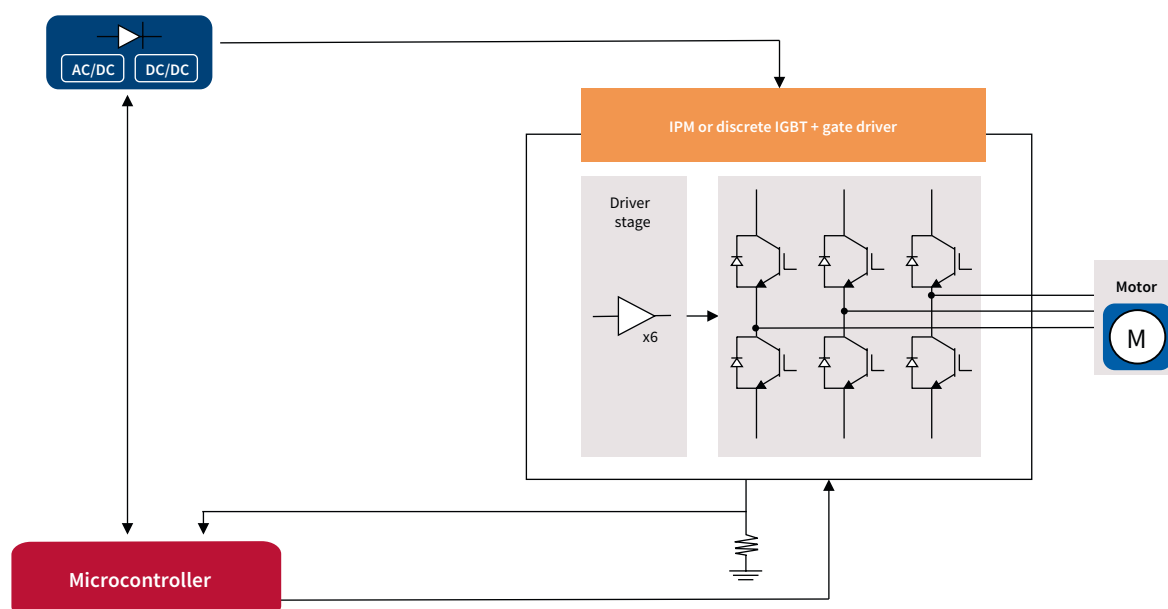 AC/DC
DC/DC
IPM or discrete IGBT + gate driver
Driver
stage
x6
Motor
M
Microcontroller